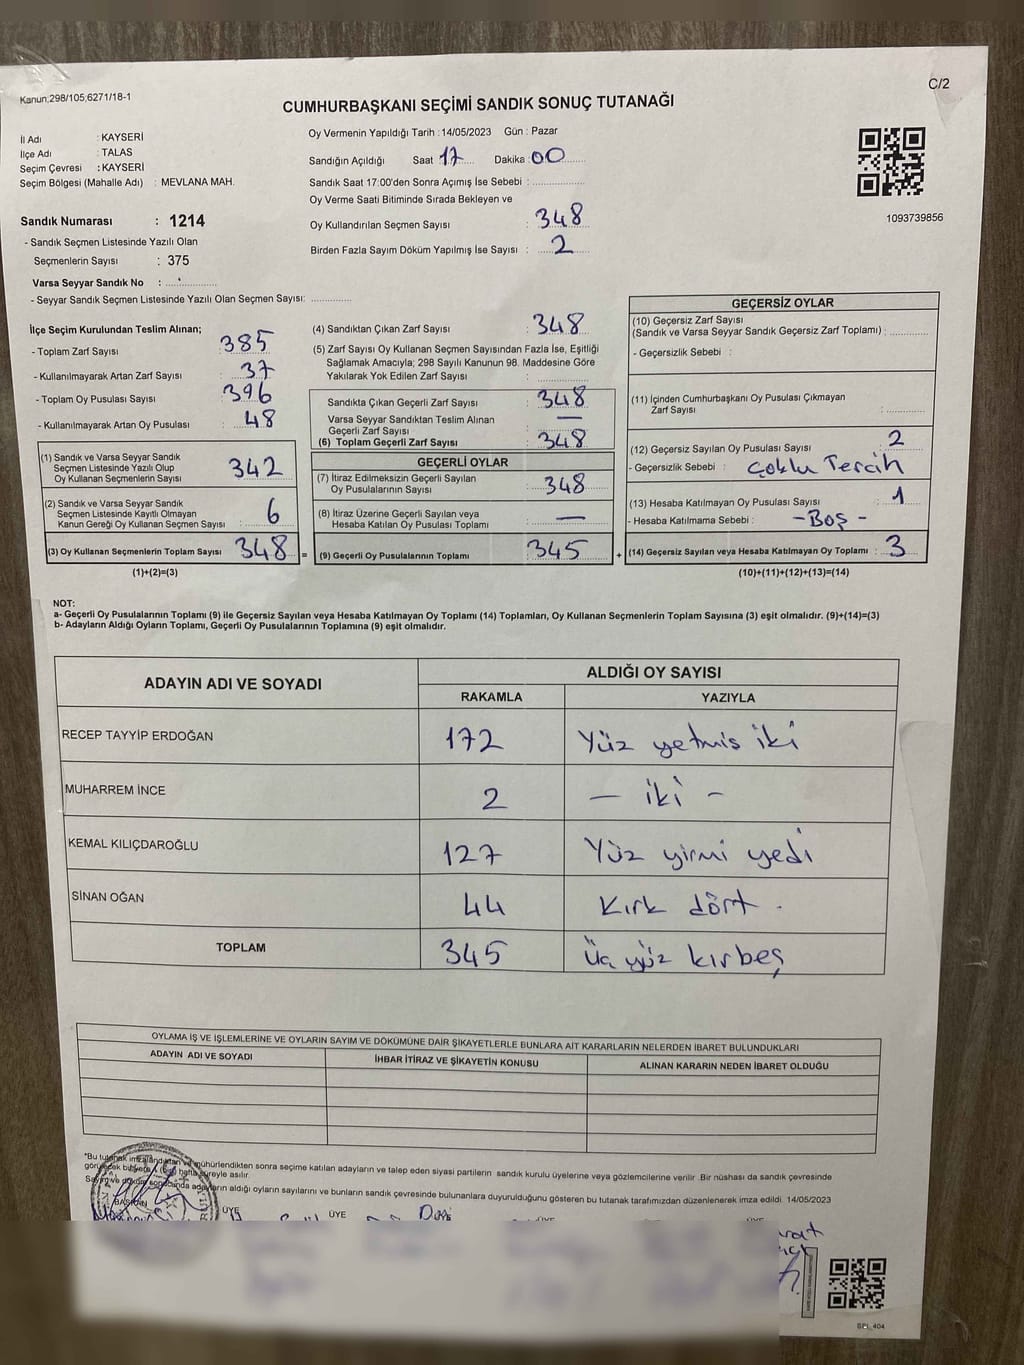 Kanun,298/105,6271/18-1
C/2
CUMHURBAŞKANI SEÇİMİ SANDIK SONUÇ TUTANAĞI
İl Adı : KAYSERİ
İlçe Adı : TALAS
Seçim Çevresi : KAYSERİ
Seçim Bölgesi (Mahalle Adı) : MEVLANA MAH.
Oy Vermenin Yapıldığı Tarih : 14/05/2023 Gün : Pazar
Sandığın Açıldığı Saat 17 Dakika : 00
Sandık Saat 17:00'den Sonra Açımış İse Sebebi :
Oy Verme Saati Bitiminde Sırada Bekleyen ve
Oy Kullandırılan Seçmen Sayısı : 348
Birden Fazla Sayım Döküm Yapılmış İse Sayısı : 2
1093739856
Sandık Numarası : 1214
- Sandık Seçmen Listesinde Yazılı Olan
Seçmenlerin Sayısı : 375
Varsa Seyyar Sandık No :
- Seyyar Sandık Seçmen Listesinde Yazılı Olan Seçmen Sayısı:
İlçe Seçim Kurulundan Teslim Alınan;
- Toplam Zarf Sayısı : 385
- Kullanılmayarak Artan Zarf Sayısı : 37
- Toplam Oy Pusulası Sayısı : 396
- Kullanılmayarak Artan Oy Pusulası : 48
(1) Sandık ve Varsa Seyyar Sandık
Seçmen Listesinde Yazılı Olup
Oy Kullanan Seçmenlerin Sayısı : 342
(2) Sandık ve Varsa Seyyar Sandık
Seçmen Listesinde Kayıtlı Olmayan
Kanun Gereği Oy Kullanan Seçmen Sayısı : 6
(3) Oy Kullanan Seçmenlerin Toplam Sayısı : 348 =
(1)+(2)=(3)
(4) Sandıktan Çıkan Zarf Sayısı : 348
(5) Zarf Sayısı Oy Kullanan Seçmen Sayısından Fazla İse, Eşitliği
Sağlamak Amacıyla; 298 Sayılı Kanunun 98. Maddesine Göre
Yakılarak Yok Edilen Zarf Sayısı :
Sandıkta Çıkan Geçerli Zarf Sayısı : 348
Varsa Seyyar Sandıktan Teslim Alınan
Geçerli Zarf Sayısı : —
(6) Toplam Geçerli Zarf Sayısı : 348
GEÇERLİ OYLAR
(7) İtiraz Edilmeksizin Geçerli Sayılan
Oy Pusulalarının Sayısı : 348
(8) İtiraz Üzerine Geçerli Sayılan veya
Hesaba Katılan Oy Pusulası Toplamı : —
(9) Geçerli Oy Pusulalarının Toplamı : 345 +
GEÇERSİZ OYLAR
(10) Geçersiz Zarf Sayısı
(Sandık ve Varsa Seyyar Sandık Geçersiz Zarf Toplamı) :
- Geçersizlik Sebebi :
(11) İçinden Cumhurbaşkanı Oy Pusulası Çıkmayan
Zarf Sayısı :
(12) Geçersiz Sayılan Oy Pusulası Sayısı : 2
- Geçersizlik Sebebi : Çoklu Tercih
(13) Hesaba Katılmayan Oy Pusulası Sayısı : 1
- Hesaba Katılmama Sebebi : -Boş -
(14) Geçersiz Sayılan veya Hesaba Katılmayan Oy Toplamı : 3
(10)+(11)+(12)+(13)=(14)
NOT:
a- Geçerli Oy Pusulalarının Toplamı (9) ile Geçersiz Sayılan veya Hesaba Katılmayan Oy Toplamı (14) Toplamları, Oy Kullanan Seçmenlerin Toplam Sayısına (3) eşit olmalıdır. (9)+(14)=(3)
b- Adayların Aldığı Oyların Toplamı, Geçerli Oy Pusulalarının Toplamına (9) eşit olmalıdır.
ADAYIN ADI VE SOYADI
ALDIĞI OY SAYISI
RAKAMLA YAZIYLA
RECEP TAYYİP ERDOĞAN 172 Yüz yetmis iki
MUHARREM İNCE 2 — iki -
KEMAL KILIÇDAROĞLU 127 Yüz yirmi yedi
SİNAN OĞAN 44 Kırk dört .
TOPLAM 345 Üç yüz kırbeş
OYLAMA İŞ VE İŞLEMLERİNE VE OYLARIN SAYIM VE DÖKÜMÜNE DAİR ŞİKAYETLERLE BUNLARA AİT KARARLARIN NELERDEN İBARET BULUNDUKLARI
ADAYIN ADI VE SOYADI İHBAR İTİRAZ VE ŞİKAYETİN KONUSU ALINAN KARARIN NEDEN İBARET OLDUĞU
*Bu tutanak imzalandıktan ve mühürlendikten sonra seçime katılan adayların ve talep eden siyasi partilerin sandık kurulu üyelerine veya gözlemcilerine verilir. Bir nüshası da sandık çevresinde
görülecek bir yere (bir) hafta süreyle asılır.
Sayım ve döküm sonucunda adayların aldığı oyların sayılarını ve bunların sandık çevresinde bulunanlara duyurulduğunu gösteren bu tutanak tarafımızdan düzenlenerek imza edildi. 14/05/2023
BAŞKAN ÜYE ÜYE ÜYE ÜYE